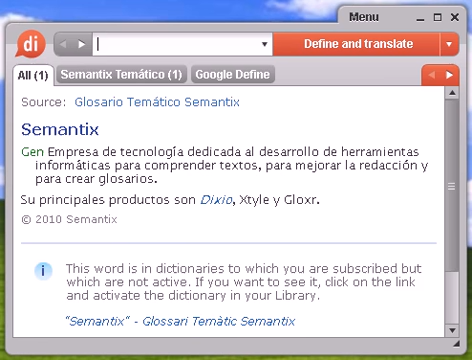 Menu
di
Define and translate
All (1)
Semantix Temático (1)
Google Define
Source: Glosario Temático Semantix
Semantix
Gen Empresa de tecnología dedicada al desarrollo de herramientas
informáticas para comprender textos, para mejorar la redacción y
para crear glosarios.
Su principales productos son Dixio, Xtyle y Gloxr.
© 2010 Semantix
i
This word is in dictionaries to which you are subscribed but
which are not active. If you want to see it, click on the link
and activate the dictionary in your Library.
"Semantix" - Glossari Temàtic Semantix